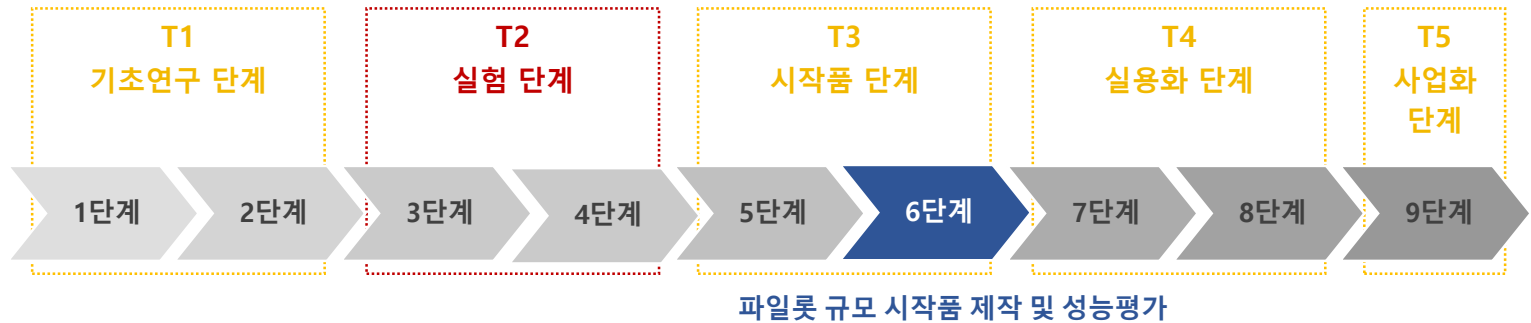 T1
기초연구 단계
T2
실험 단계
T3
시작품 단계
T4
실용화 단계
T5
사업화
단계
1단계
2단계
3단계
4단계
5단계
6단계
7단계
8단계
9단계
파일롯 규모 시작품 제작 및 성능평가